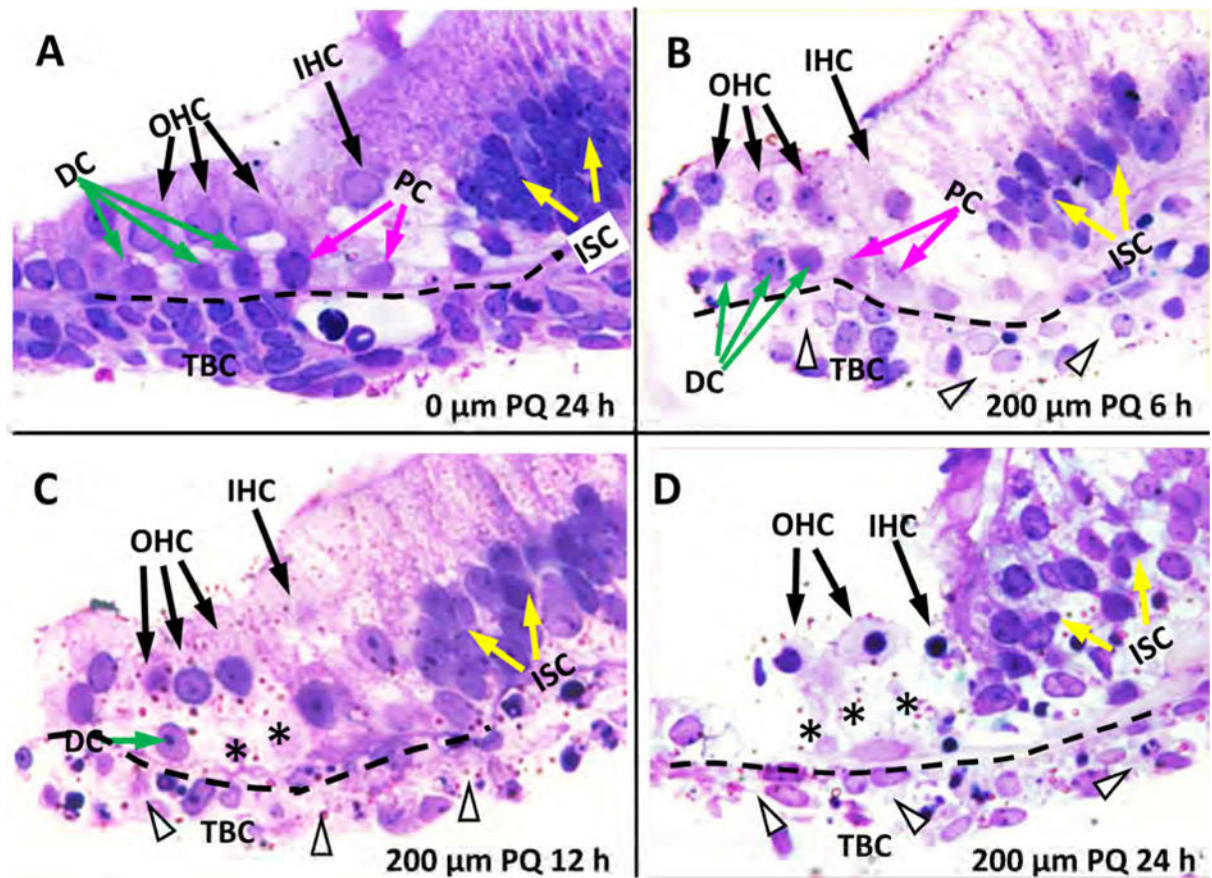 A
IHC
OHC
DC
PC
ISC
TBC
0 µm PQ 24 h
B
IHC
OHC
PC
ISC
DC
TBC
200 µm PQ 6 h
C
IHC
OHC
ISC
DC
* *
TBC
200 µm PQ 12 h
D
OHC
IHC
ISC
* * *
TBC
200 µm PQ 24 h